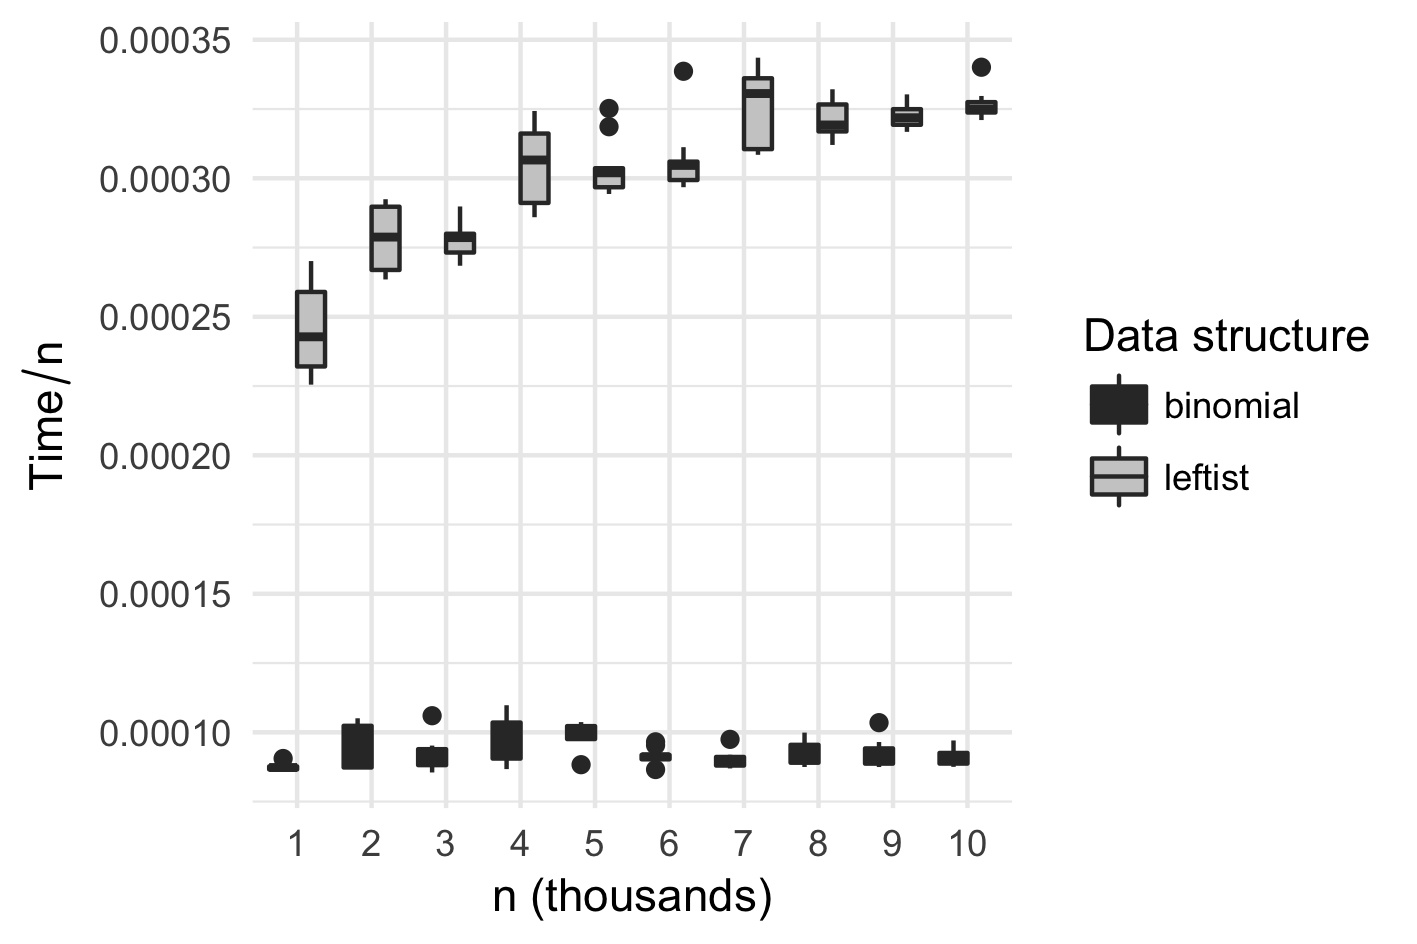 0.00035
0.00030
0.00025
0.00020
0.00015
0.00010
Time/n
1 2 3 4 5 6 7 8 9 10
n (thousands)
Data structure
binomial
leftist